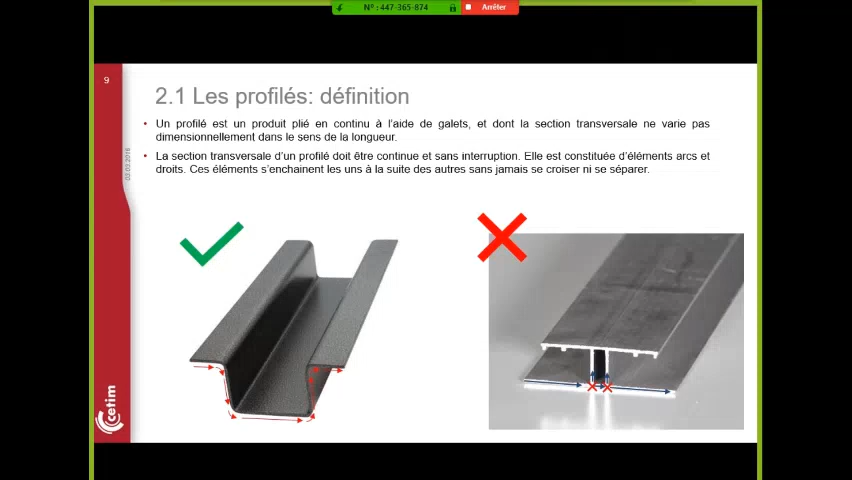 N° : 447-365-874
Arrêter
9
2.1 Les profilés: définition
• Un profilé est un produit plié en continu à l'aide de galets, et dont la section transversale ne varie pas
dimensionnellement dans le sens de la longueur.
• La section transversale d'un profilé doit être continue et sans interruption. Elle est constituée d'éléments arcs et
droits. Ces éléments s'enchainent les uns à la suite des autres sans jamais se croiser ni se séparer.
cetim